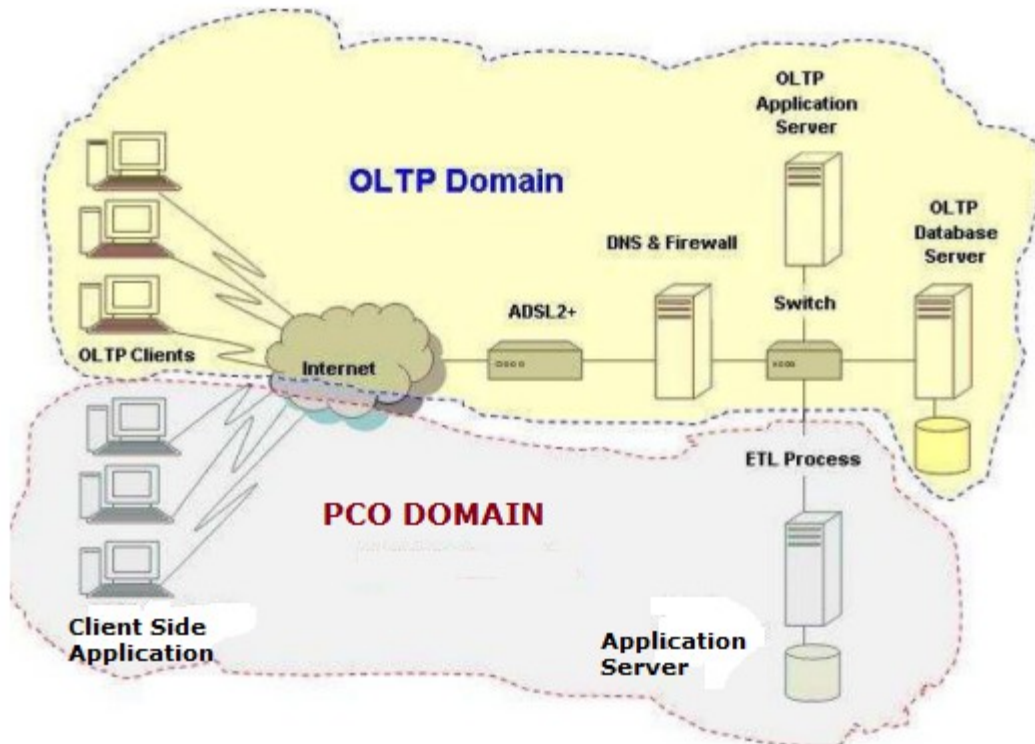 OLTP
Application
Server
OLTP Domain
OLTP
Database
Server
DNS & Firewall
Switch
ADSL2+
OLTP Clients
Internet
ETL Process
PCO DOMAIN
Client Side
Application
Application
Server